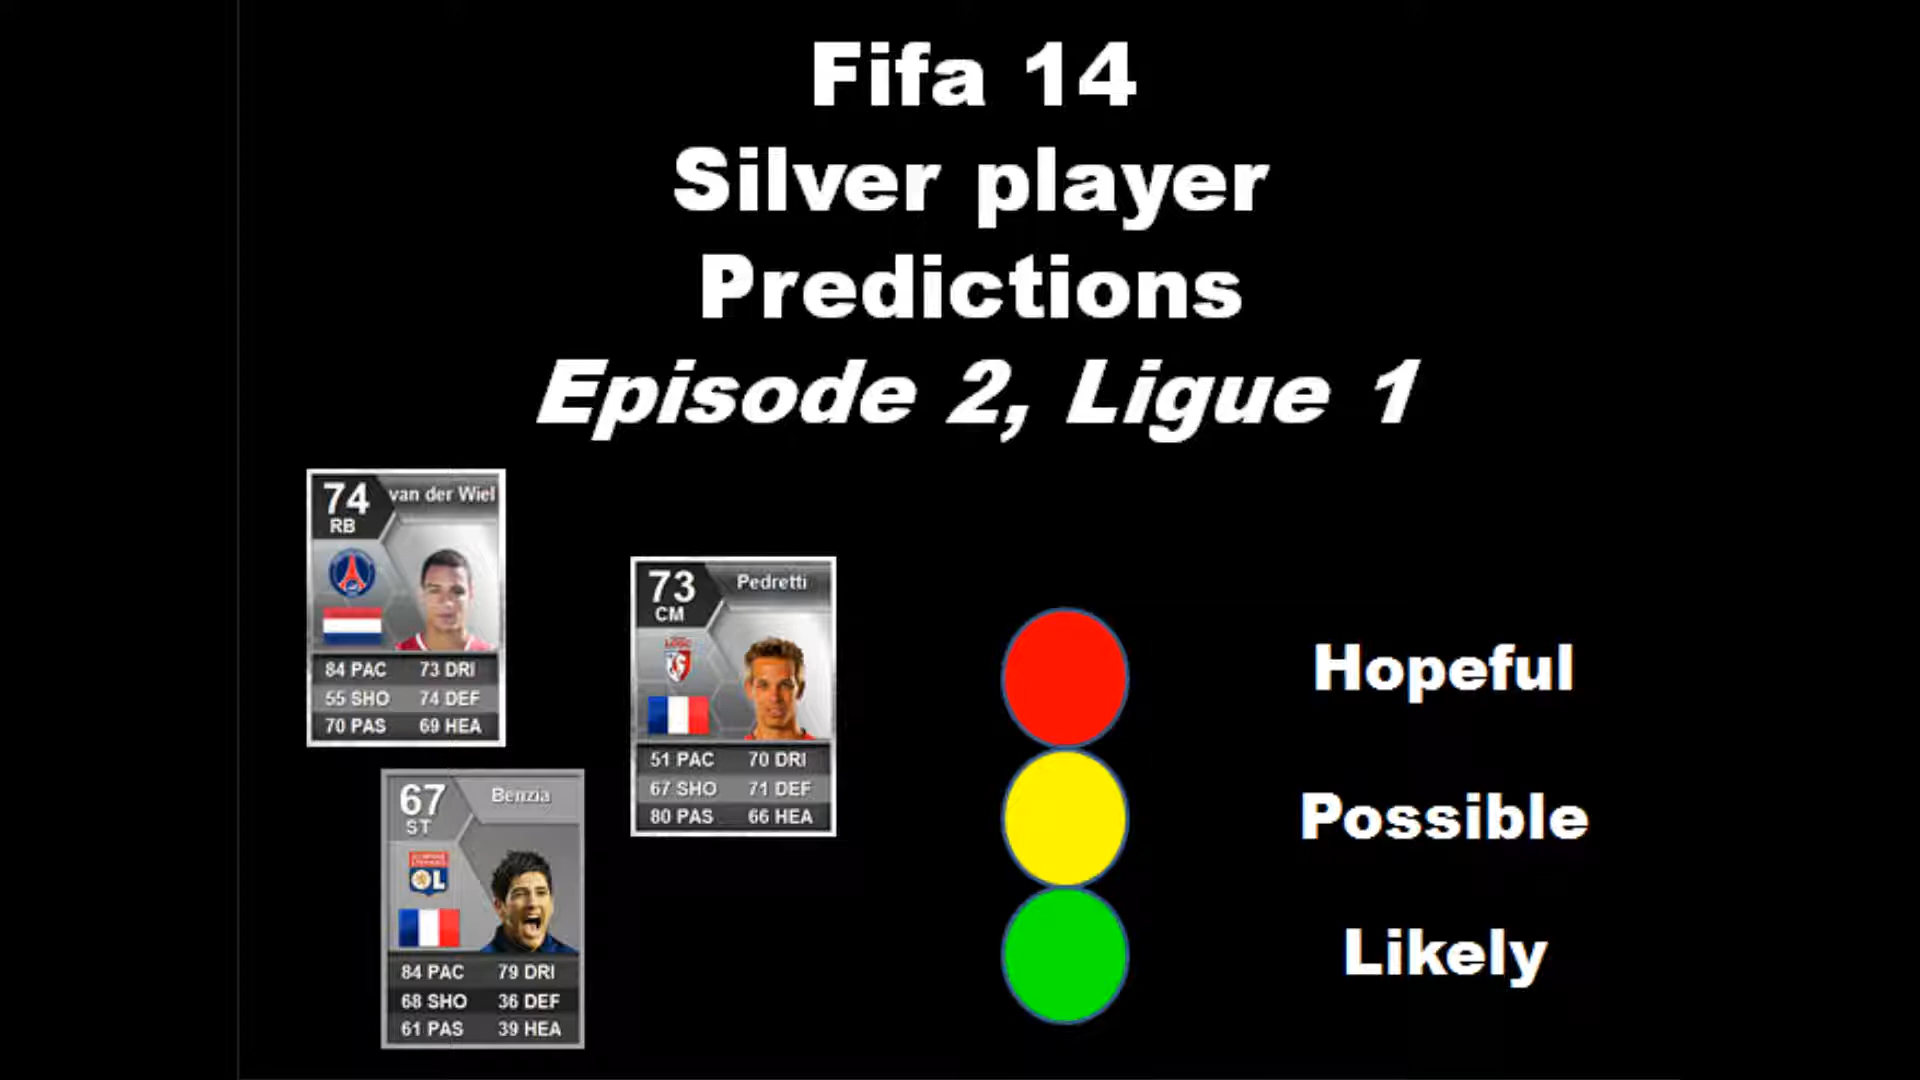 Fifa 14
Silver player
Predictions
Episode 2, Ligue 1
74 van der Wiel
RB
84 PAC 73 DRI
55 SHO 74 DEF
70 PAS 69 HEA
73 Pedretti
CM
51 PAC 70 DRI
67 SHO 71 DEF
80 PAS 66 HEA
67 Benzia
ST
OL
84 PAC 79 DRI
68 SHO 36 DEF
61 PAS 39 HEA
Hopeful
Possible
Likely